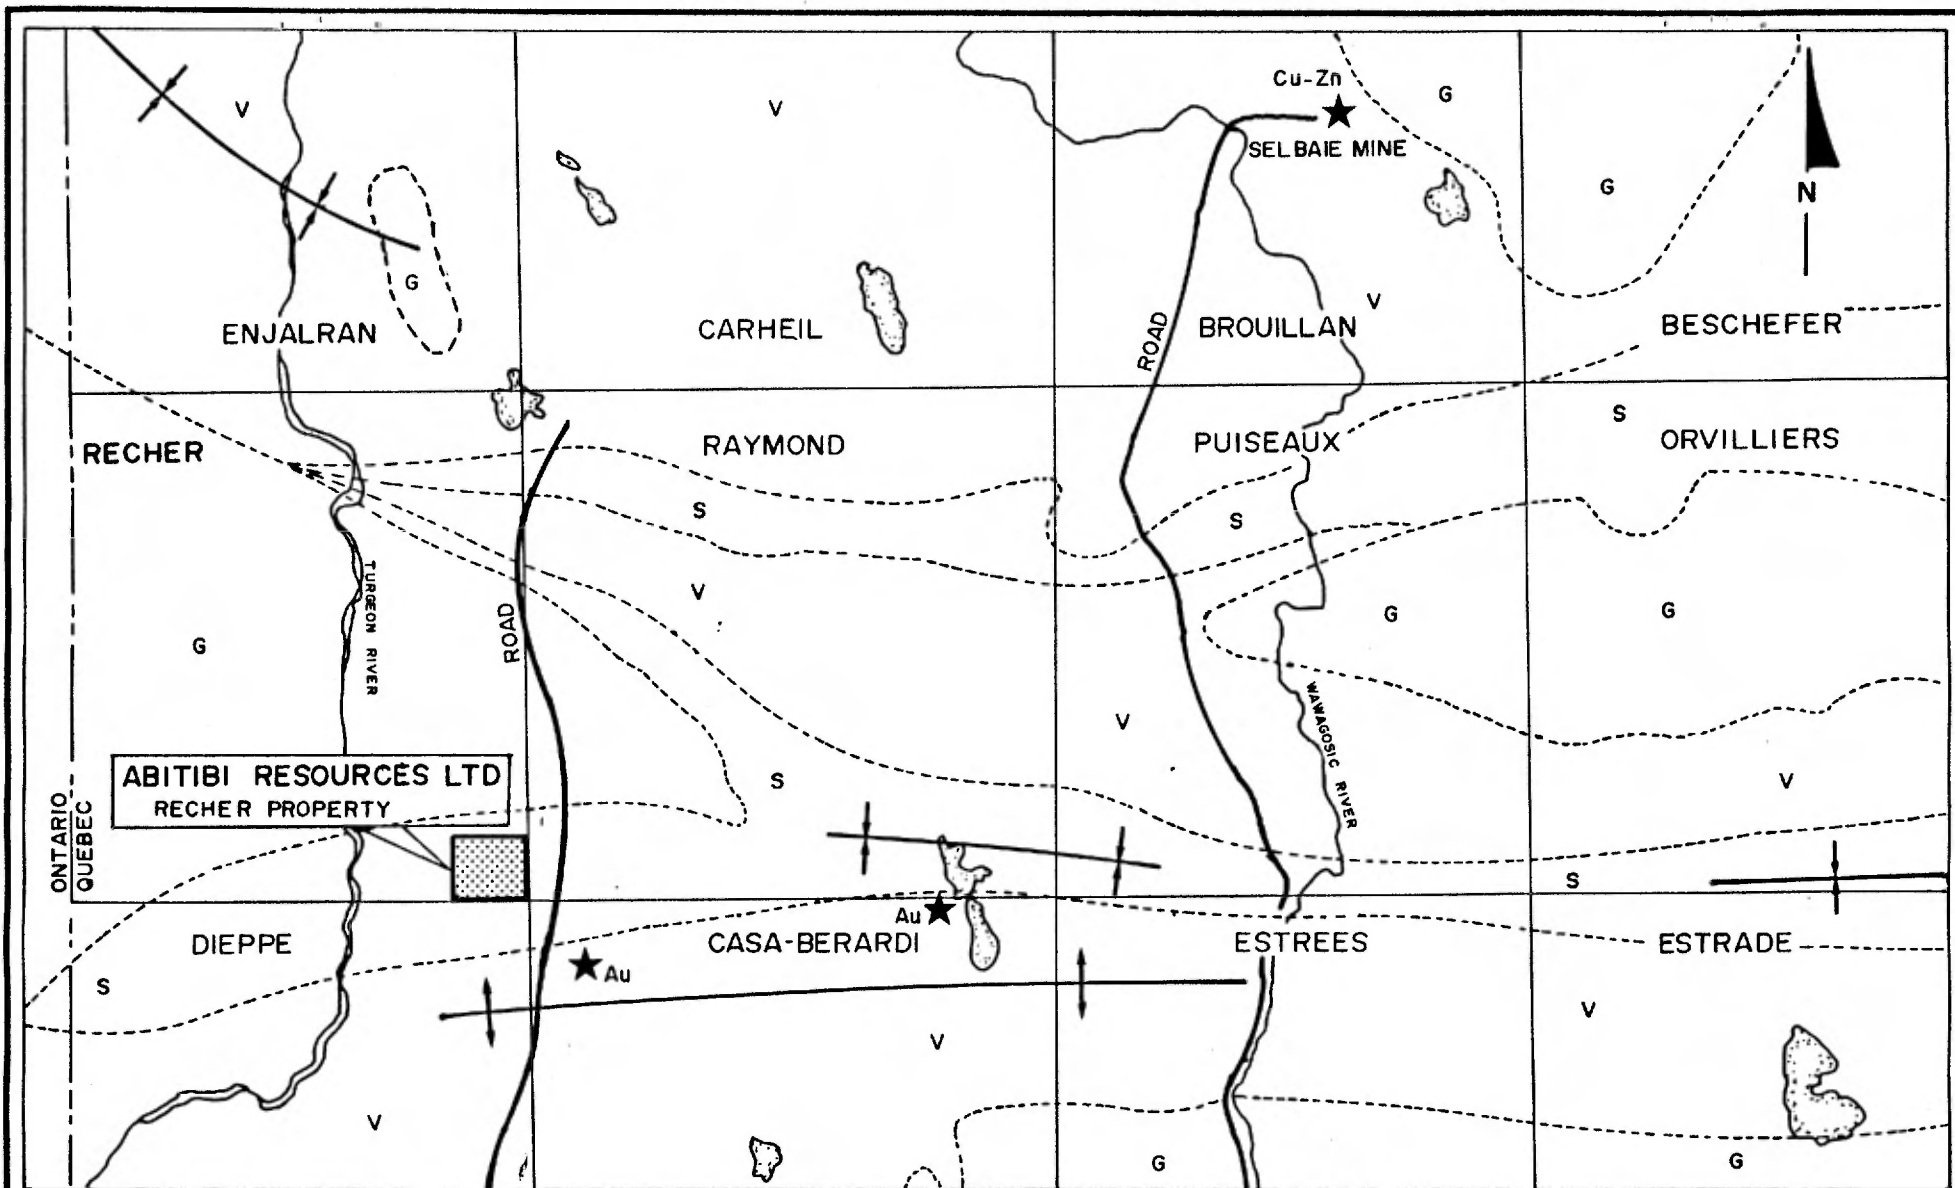 Cu-Zn
V
V
G
SELBAIE MINE
G
N
G
V
ENJALRAN
CARHEIL
ROAD
BROUILLAN
BESCHEFER
RECHER
RAYMOND
PUISEAUX
S
ORVILLIERS
S
S
V
TURGEON RIVER
ROAD
G
G
G
V
WAWAGOSIC RIVER
ABITIBI RESOURCES LTD
RECHER PROPERTY
S
V
ONTARIO
QUEBEC
S
Au
DIEPPE
CASA-BERARDI
ESTREES
ESTRADE
Au
S
V
V
V
G
G